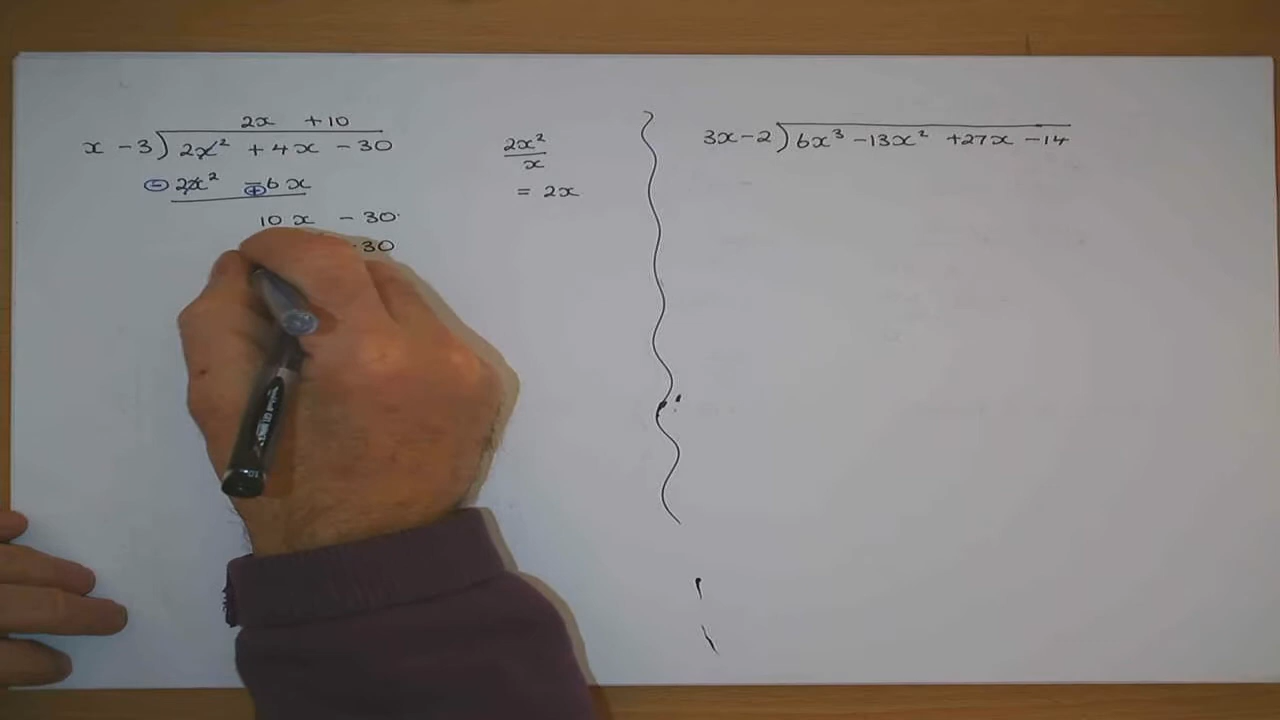 2x +10
x - 3 ) 2x² + 4x - 30
⊖ 2x² - ⊕ 6x
10x - 30
30
2x²
x
= 2x
3x - 2 ) 6x³ - 13x² + 27x - 14